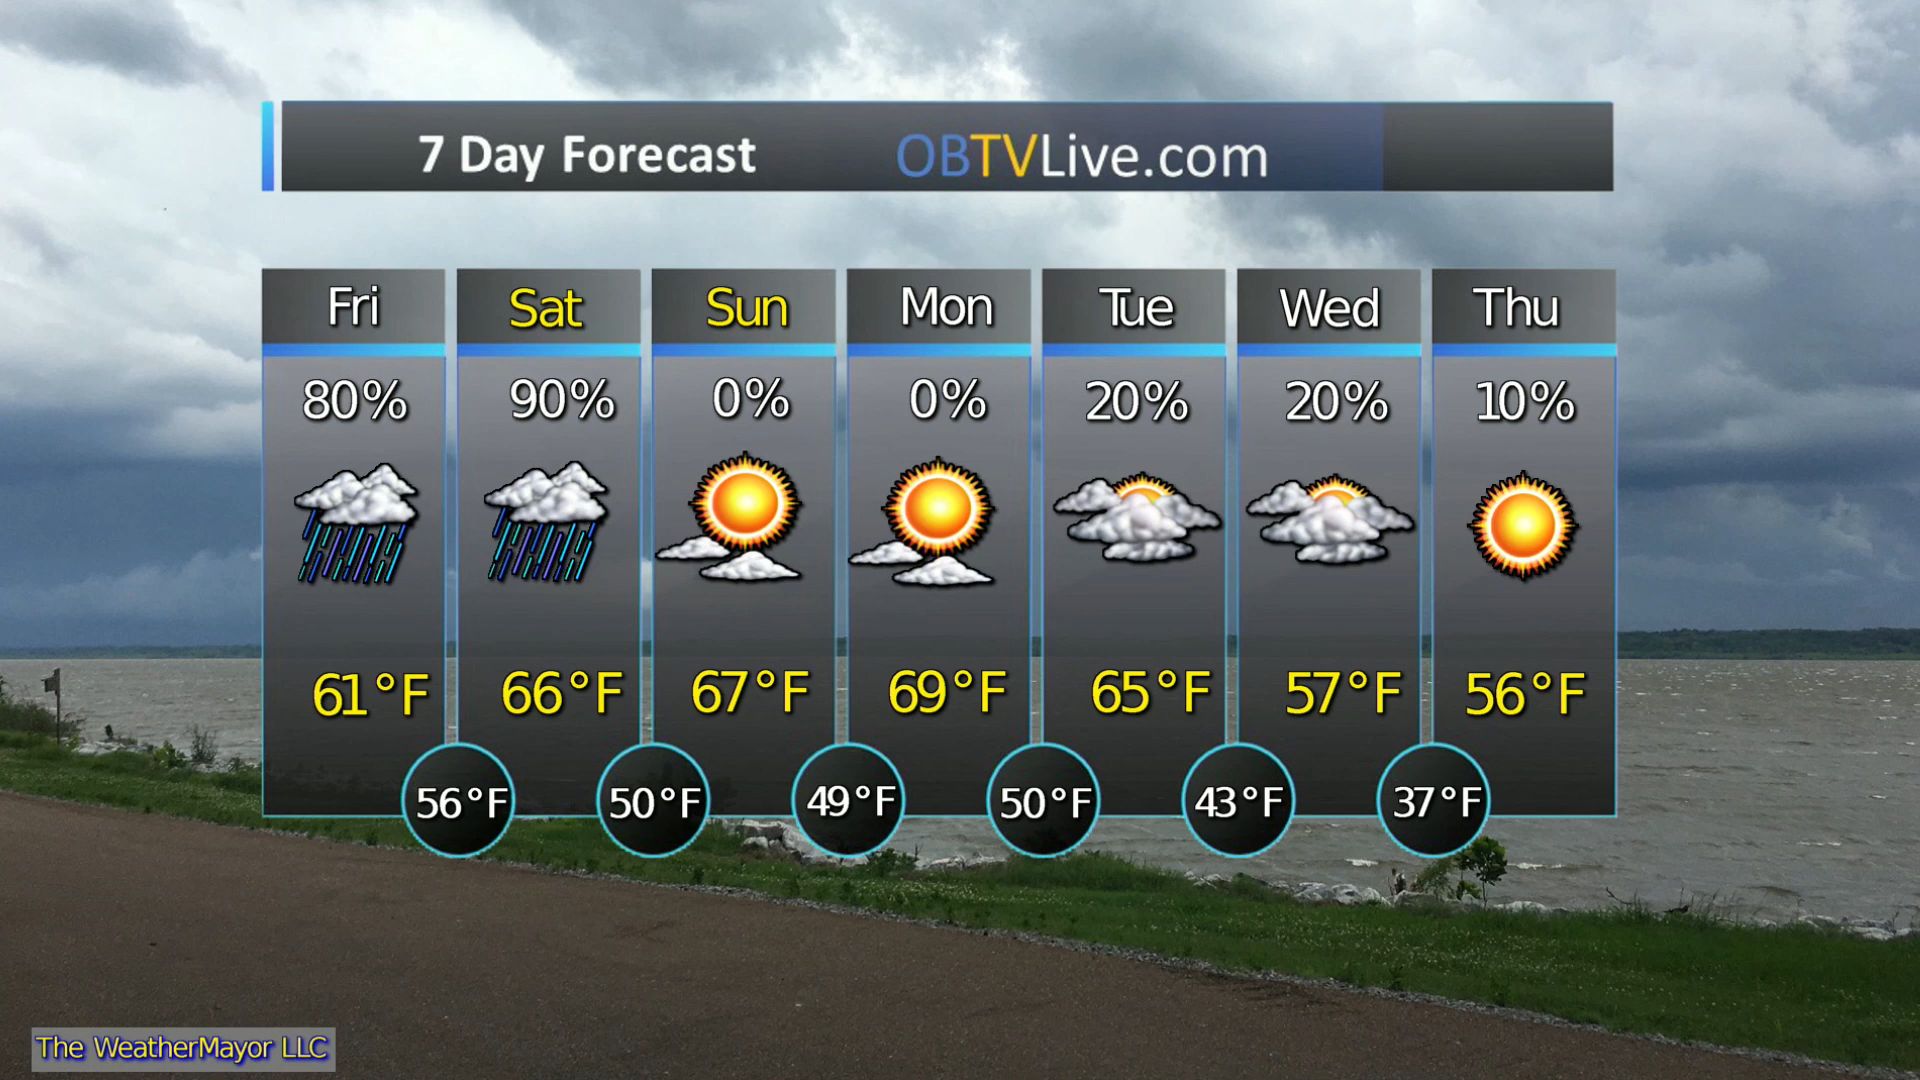 7 Day Forecast OBTVLive.com
Fri Sat Sun Mon Tue Wed Thu
80% 90% 0% 0% 20% 20% 10%
61°F 66°F 67°F 69°F 65°F 57°F 56°F
56°F 50°F 49°F 50°F 43°F 37°F
The WeatherMayor LLC